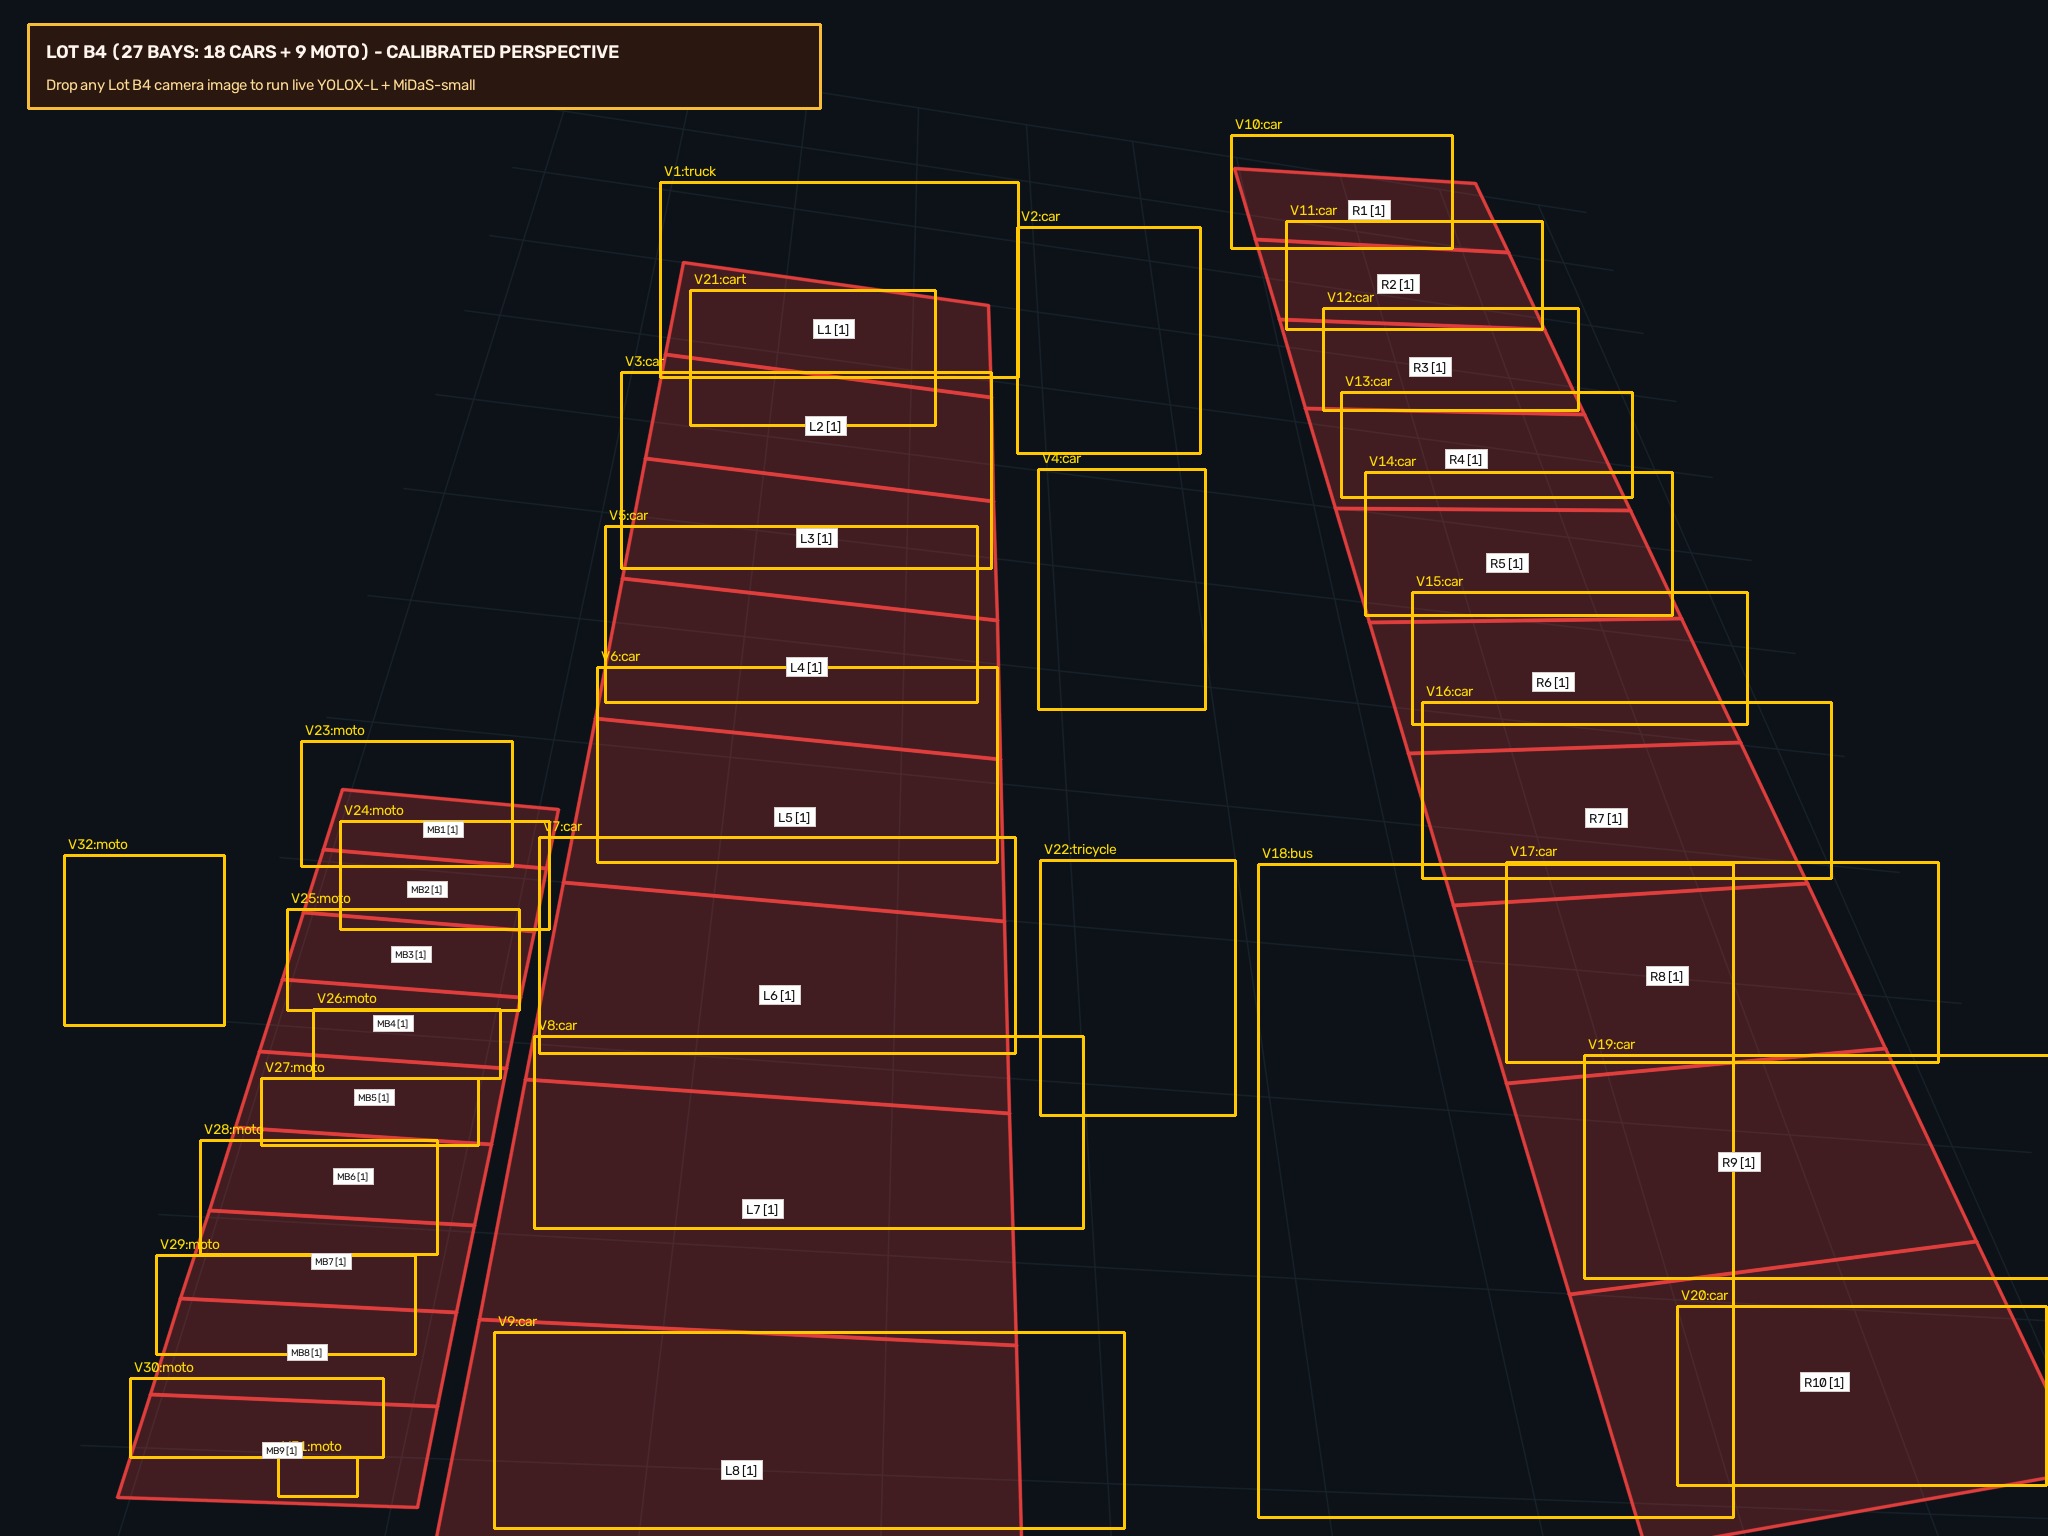 LOT B4 (27 BAYS: 18 CARS + 9 MOTO) - CALIBRATED PERSPECTIVE
Drop any Lot B4 camera image to run live YOLOX-L + MiDaS-small
V10:car
V1:truck
R1 [1]
V11:car
V2:car
V21:cart
R2 [1]
V12:car
L1 [1]
V3:car
R3 [1]
V13:car
L2 [1]
V4:car
R4 [1]
V14:car
V5:car
L3 [1]
R5 [1]
V15:car
V6:car
L4 [1]
R6 [1]
V16:car
V23:moto
V24:moto
MB1 [1]
V7:car
L5 [1]
R7 [1]
V32:moto
V22:tricycle
V18:bus
V17:car
MB2 [1]
V25:moto
MB3 [1]
L6 [1]
R8 [1]
V26:moto
MB4 [1]
V8:car
V19:car
V27:moto
MB5 [1]
V28:moto
MB6 [1]
L7 [1]
R9 [1]
V29:moto
MB7 [1]
V20:car
V9:car
MB8 [1]
V30:moto
R10 [1]
MB9 [1]
1:moto
L8 [1]